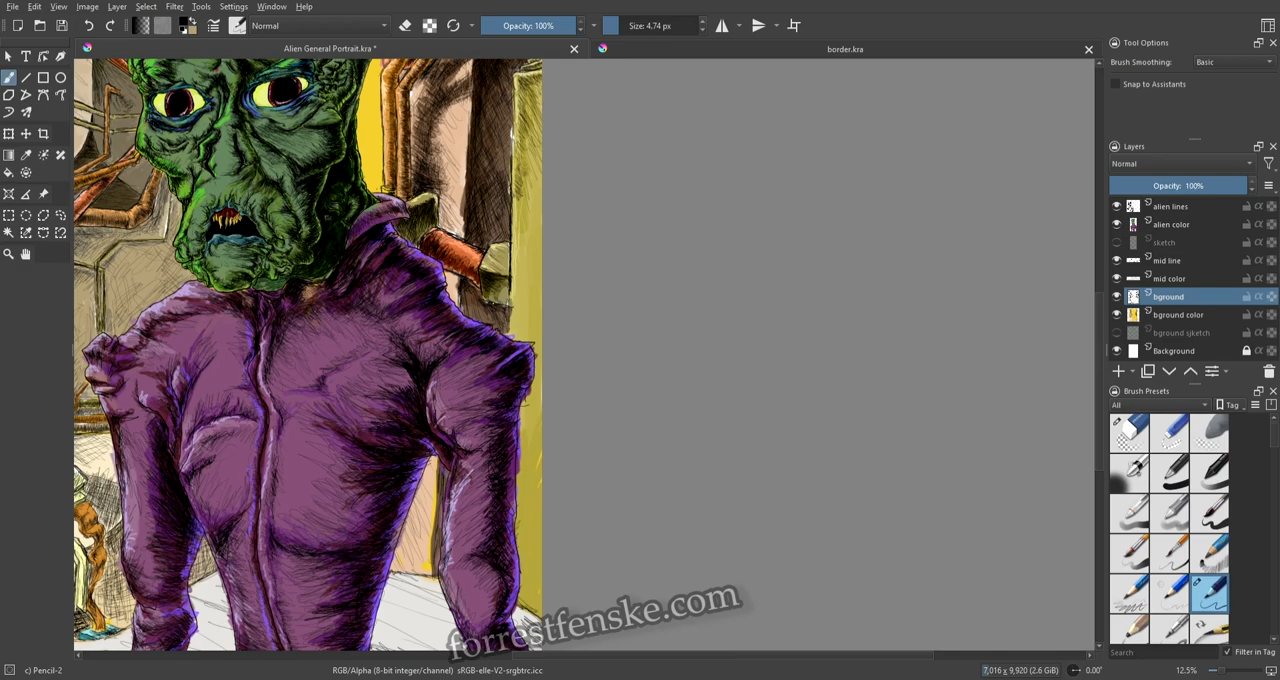 File Edit View Image Layer Select Filter Tools Settings Window Help
Normal Opacity: 100% Size: 4.74 px
Alien General Portrait.kra * border.kra
Tool Options
Brush Smoothing: Basic
Snap to Assistants
Layers
Normal
Opacity: 100%
alien lines
alien color
sketch
mid line
mid color
bground
bground color
bground sjketch
Background
Brush Presets
All Tag
Search Filter in Tag
forrestfenske.com
c) Pencil-2 RGB/Alpha (8-bit integer/channel) sRGB-elle-V2-srgbtrc.icc 7,016 x 9,920 (2.6 GiB) 0.00° 12.5%